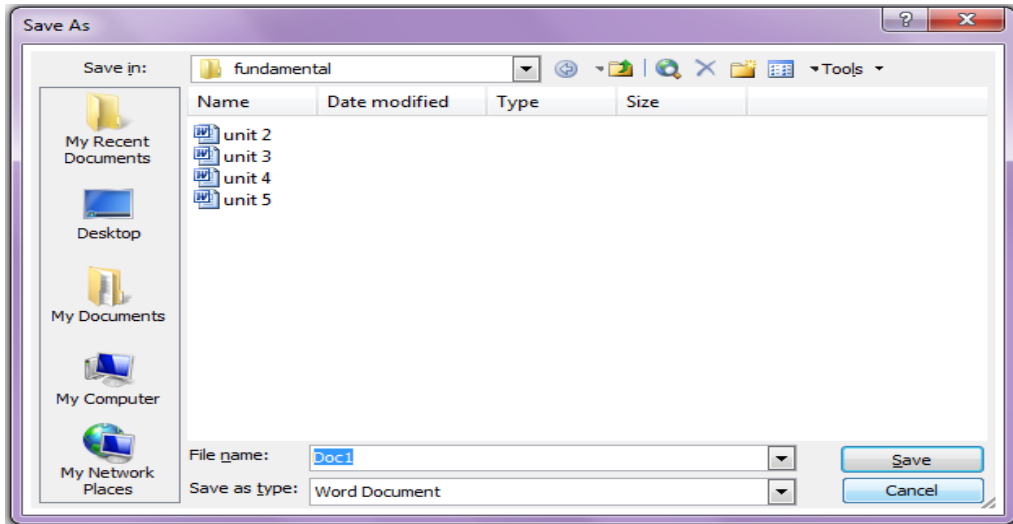 Save As
Save in:
fundamental
Tools
My Recent
Documents
Desktop
My Documents
My Computer
My Network
Places
Name Date modified Type Size
unit 2
unit 3
unit 4
unit 5
File name: Doc1
Save as type: Word Document
Save
Cancel